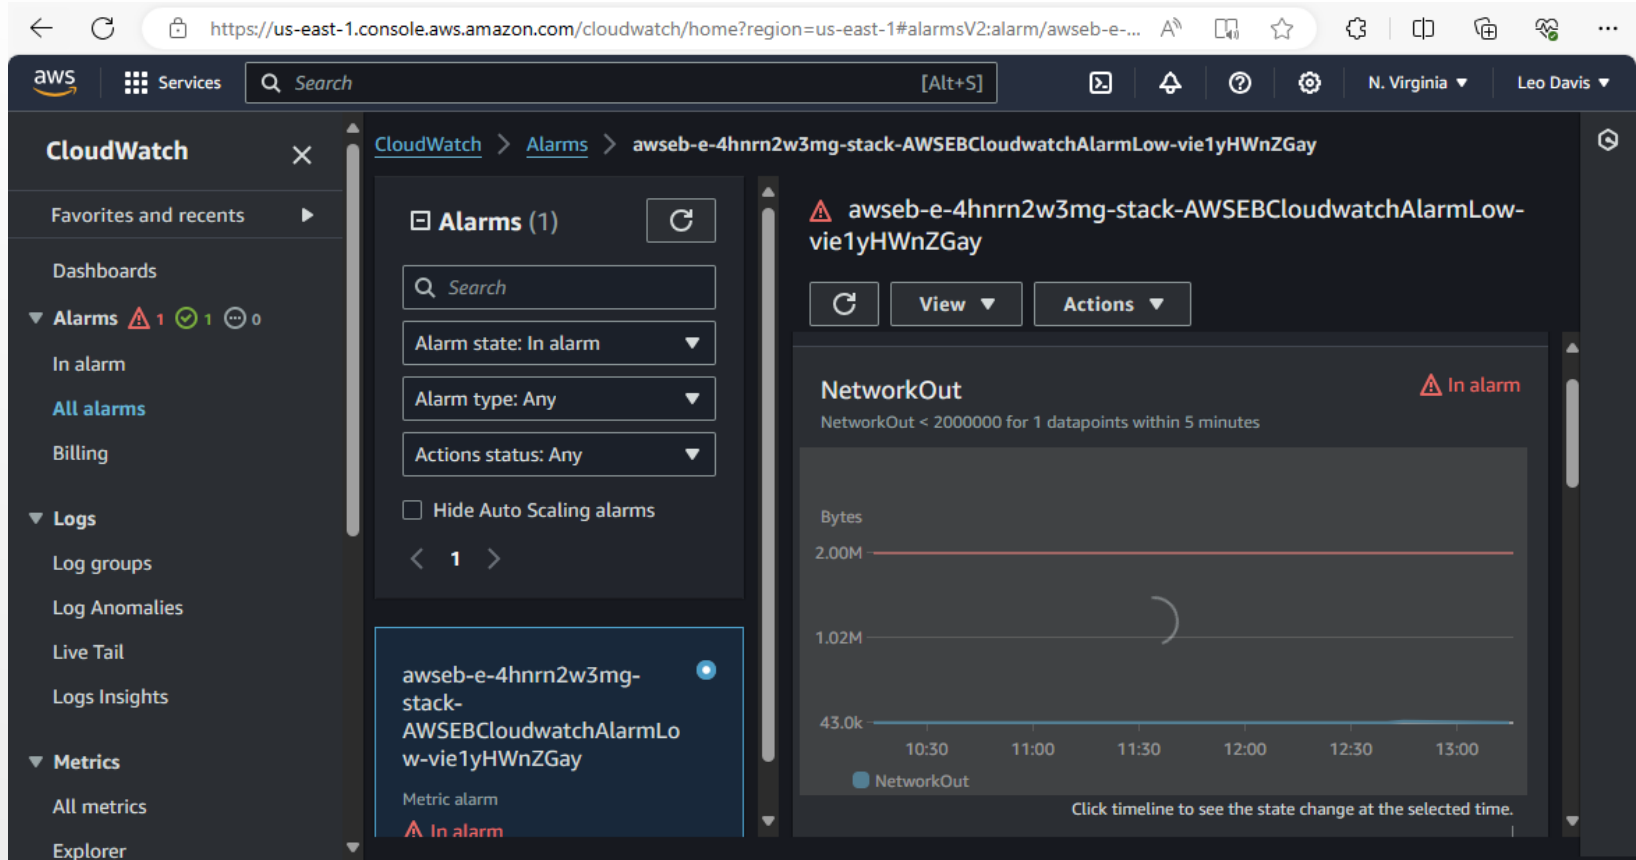 https://us-east-1.console.aws.amazon.com/cloudwatch/home?region=us-east-1#alarmsV2:alarm/awseb-e-...
aws
Services
Search
[Alt+S]
N. Virginia
Leo Davis
CloudWatch
Favorites and recents
Dashboards
Alarms 1 1 0
In alarm
All alarms
Billing
Logs
Log groups
Log Anomalies
Live Tail
Logs Insights
Metrics
All metrics
Explorer
CloudWatch > Alarms > awseb-e-4hnrn2w3mg-stack-AWSEBCloudwatchAlarmLow-vie1yHWnZGay
Alarms (1)
Search
Alarm state: In alarm
Alarm type: Any
Actions status: Any
Hide Auto Scaling alarms
1
awseb-e-4hnrn2w3mg-
stack-
AWSEBCloudwatchAlarmLo
w-vie1yHWnZGay
Metric alarm
In alarm
awseb-e-4hnrn2w3mg-stack-AWSEBCloudwatchAlarmLow-
vie1yHWnZGay
View
Actions
NetworkOut
In alarm
NetworkOut < 2000000 for 1 datapoints within 5 minutes
Bytes
2.00M
1.02M
43.0k
10:30 11:00 11:30 12:00 12:30 13:00
NetworkOut
Click timeline to see the state change at the selected time.